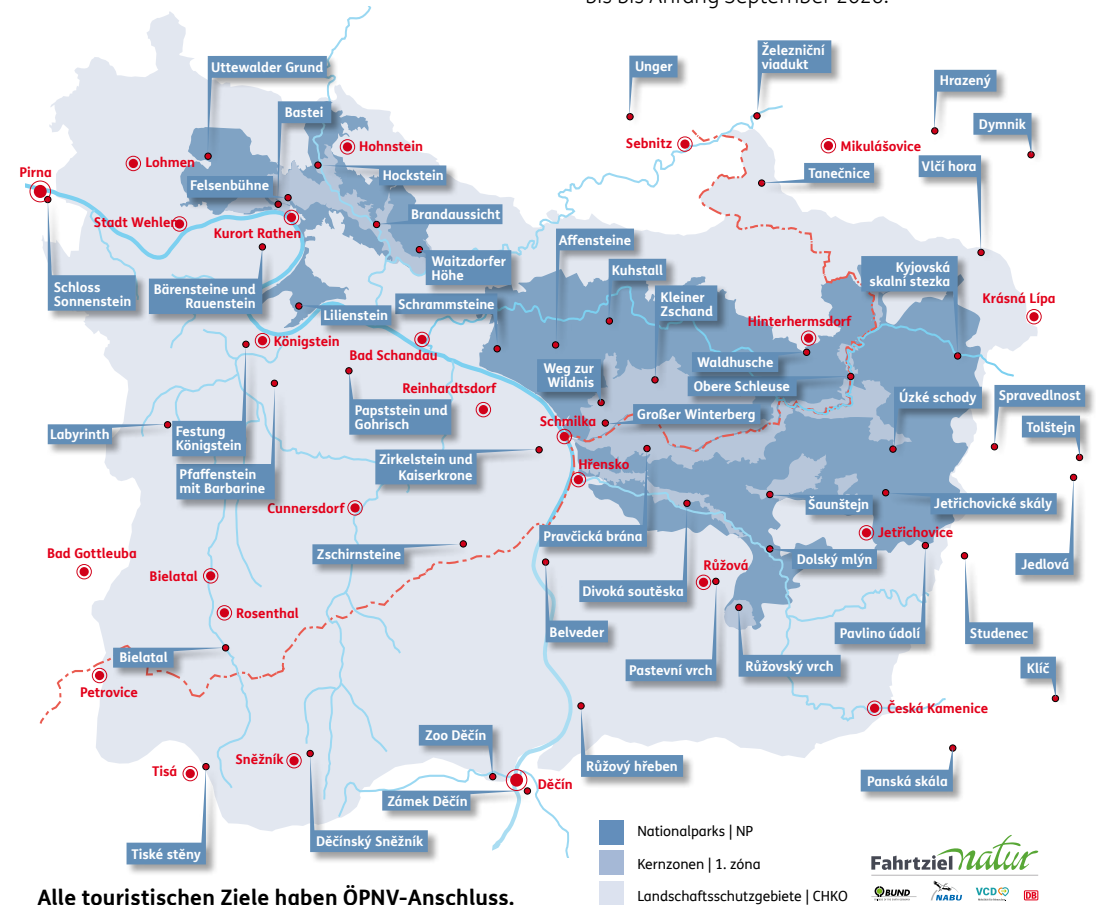 Uttewalder Grund
Bastei
Unger
Železniční
viadukt
Hrazený
Dymnik
Pirna
Lohmen
Hohnstein
Hockstein
Felsenbühne
Sebnitz
Mikulášovice
Tanečnice
Vlčí hora
Stadt Wehlen
Kurort Rathen
Brandaussicht
Waitzdorfer
Höhe
Affensteine
Kuhstall
Kleiner
Zschand
Kyjovská
skalní stezka
Krásná Lípa
Schloss
Sonnenstein
Bärensteine und
Rauenstein
Lilienstein
Schrammsteine
Hinterhermsdorf
Königstein
Bad Schandau
Waldhusche
Obere Schleuse
Weg zur
Wildnis
Reinhardtsdorf
Papststein und
Gohrisch
Großer Winterberg
Úzké schody
Spravedlnost
Tolštejn
Labyrinth
Festung
Königstein
Pfaffenstein
mit Barbarine
Schmilka
Zirkelstein und
Kaiserkrone
Hřensko
Cunnersdorf
Šaunštejn
Jetřichovické skály
Jetřichovice
Jedlová
Zschirnsteine
Pravčická brána
Dolský mlýn
Bad Gottleuba
Bielatal
Rosenthal
Růžová
Divoká soutěska
Belveder
Pavlino údolí
Studenec
Bielatal
Petrovice
Pastevní vrch
Růžovský vrch
Klíč
Česká Kamenice
Zoo Děčín
Sněžník
Tisá
Růžový hřeben
Děčín
Zámek Děčín
Panská skála
Děčínský Sněžník
Tiské stěny
Nationalparks | NP
Kernzonen | 1. zóna
Landschaftsschutzgebiete | CHKO
Fahrtziel natur
BUND
NABU
VCD
DB
Alle touristischen Ziele haben ÖPNV-Anschluss.